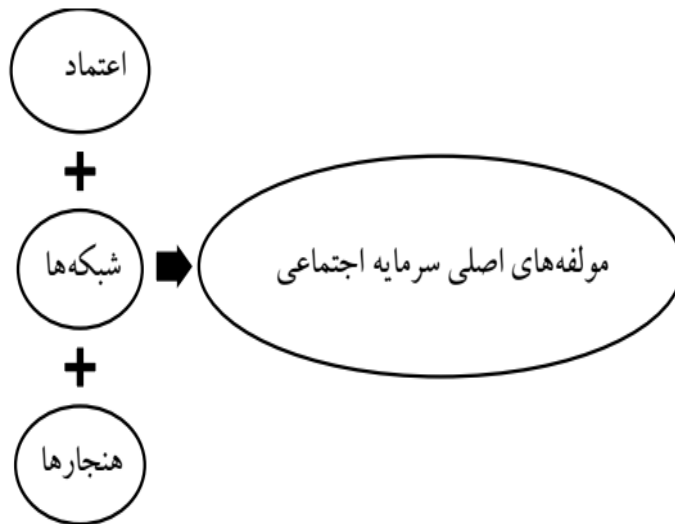 اعتماد
+
شبکه‌ها
مولفه‌های اصلی سرمایه اجتماعی
+
هنجارها